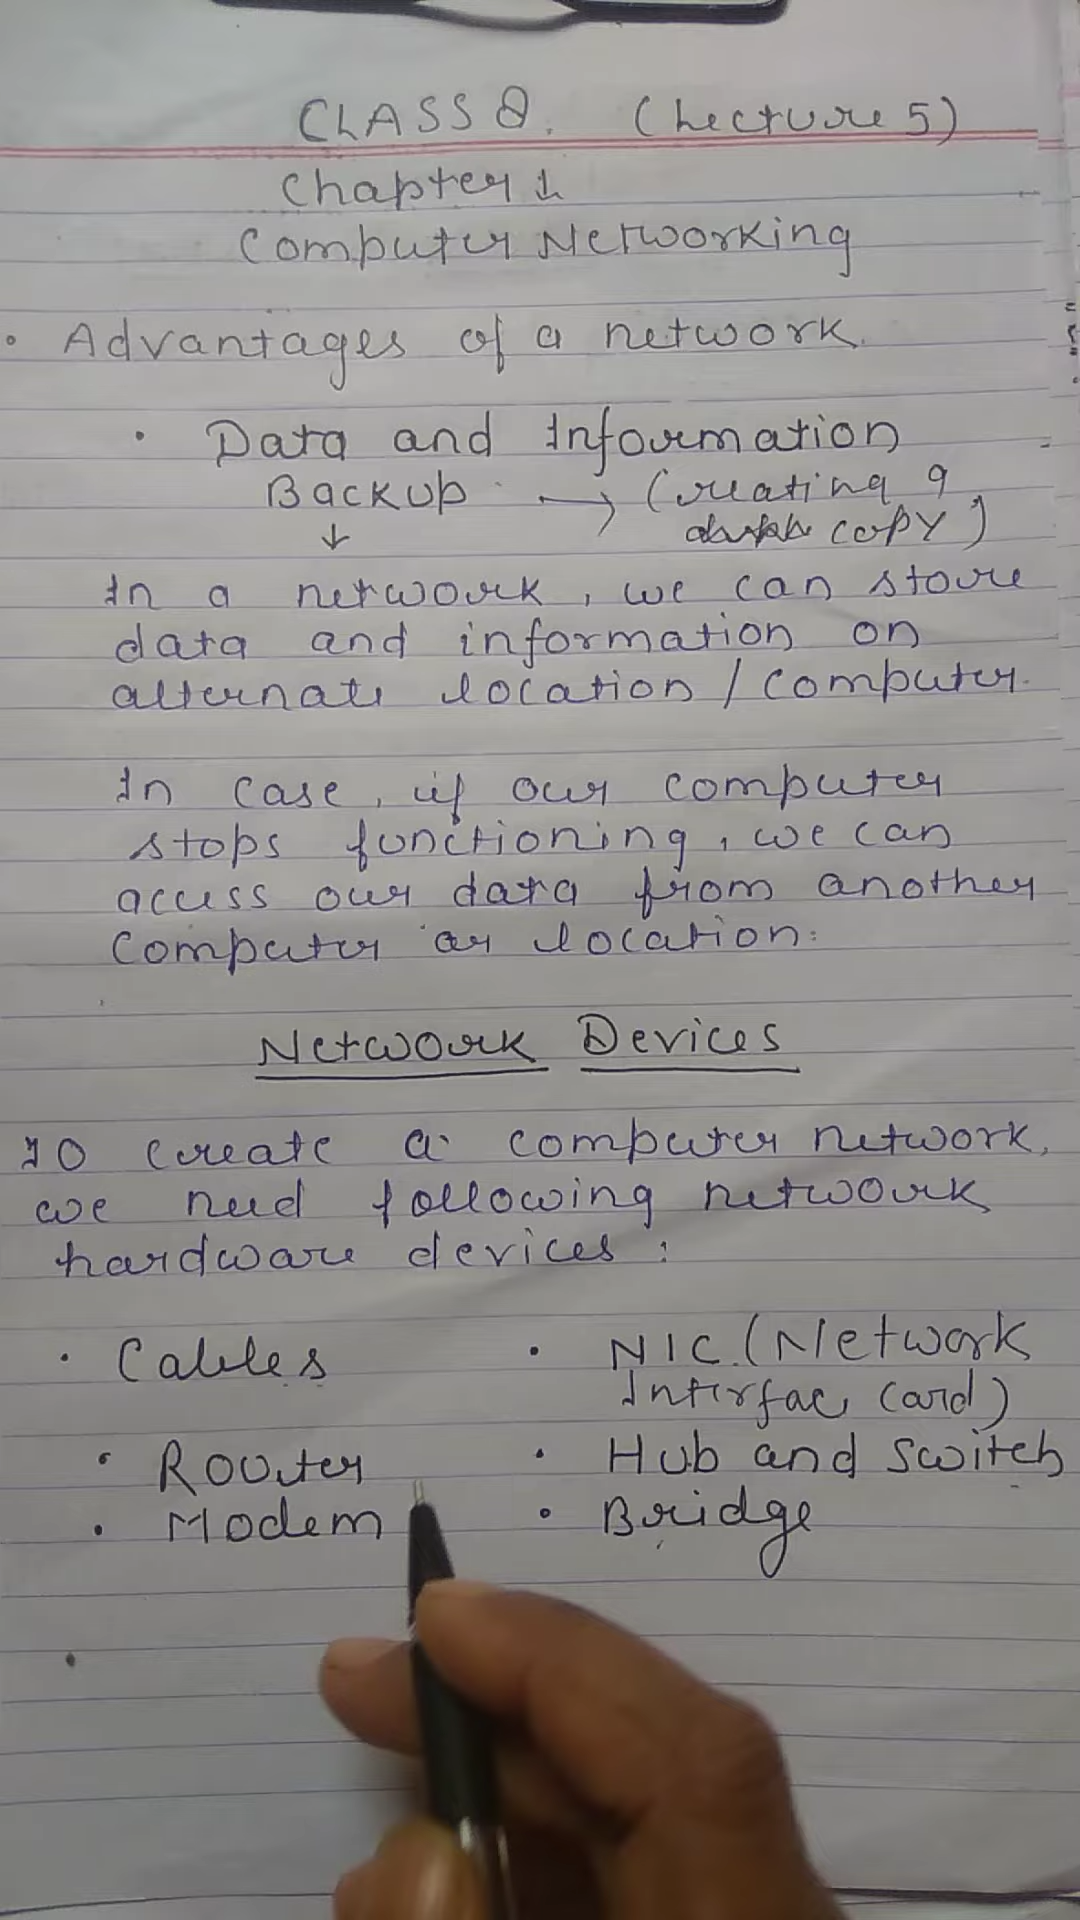 CLASS 8. (Lecture 5)
Chapter 1
Computer Networking
• Advantages of a network.
• Data and Information
Backup → (creating a
copy)
↓
In a network, we can store
data and information on
alternate location / computer.
In case, if our computer
stops functioning, we can
access our data from another
computer or location.
Network Devices
To create a computer network,
we need following network
hardware devices :
• Cables
• NIC. (Network
Interface Card)
• Router
• Hub and Switch
• Modem
• Bridge